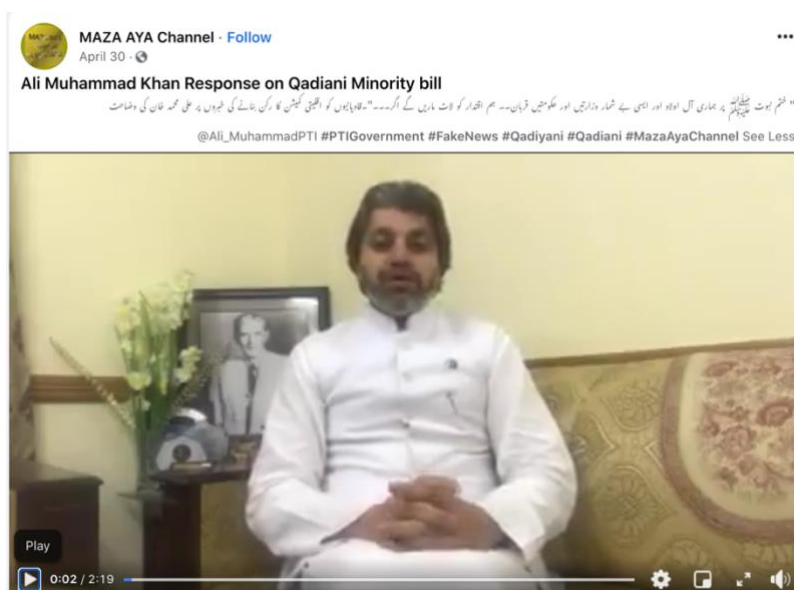 MAZA AYA Channel · Follow
April 30 ·
Ali Muhammad Khan Response on Qadiani Minority bill
" ختم نبوت ﷺ پر ہماری آل اولاد اور ایسی بے شمار وزارتیں اور حکومتیں قربان۔۔ ہم اقتدار کو لات ماریں گے اگر۔۔۔"۔قادیانیوں کو اقلیتی کمیشن کا رکن بنانے کی خبروں پر علی محمد خان کی وضاحت
@Ali_MuhammadPTI #PTIGovernment #FakeNews #Qadiyani #Qadiani #MazaAyaChannel See Less
Play
0:02 / 2:19